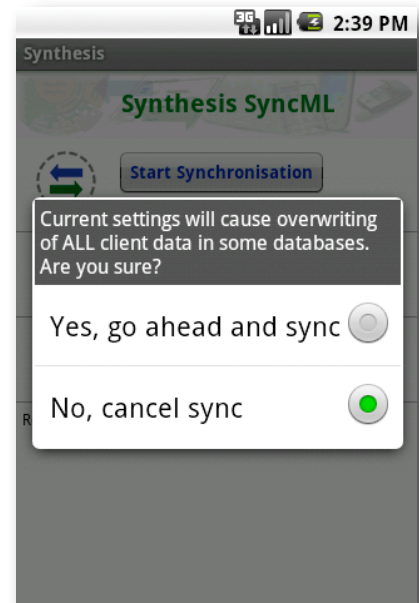 3G 2:39 PM
Synthesis
Synthesis SyncML
Start Synchronisation
Current settings will cause overwriting
of ALL client data in some databases.
Are you sure?
Yes, go ahead and sync
No, cancel sync
R